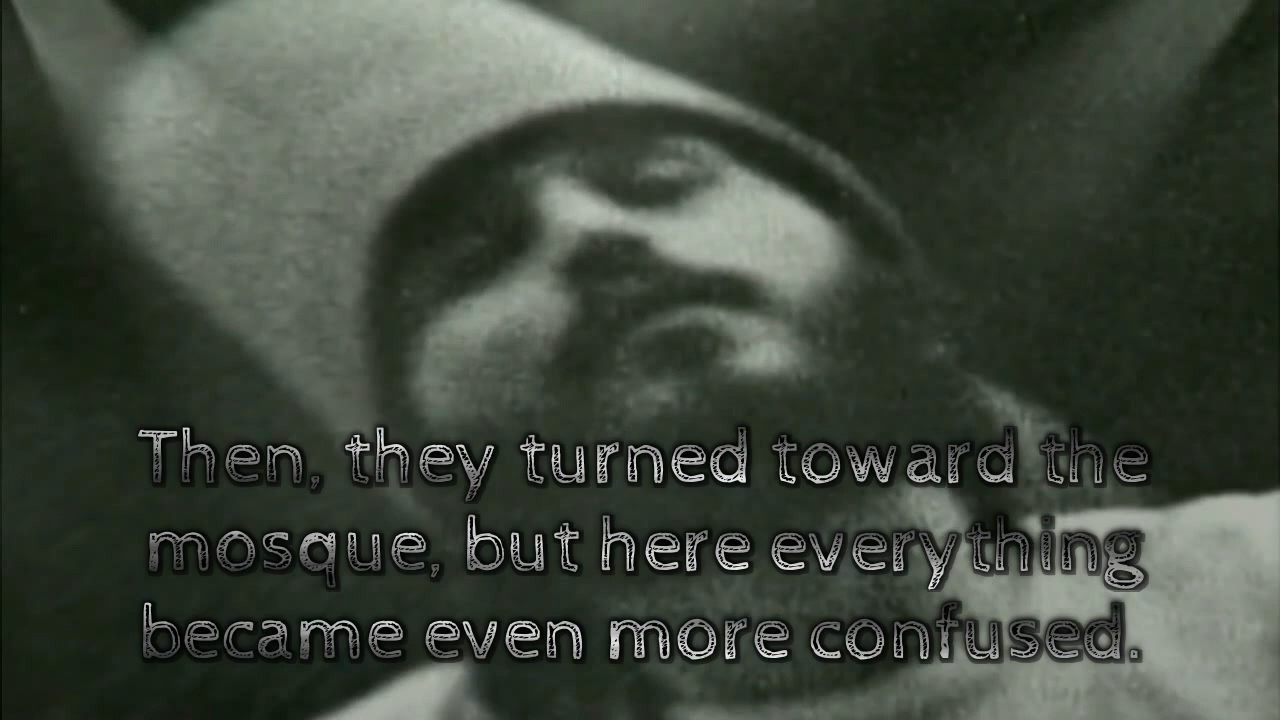 Then, they turned toward the
mosque, but here everything
became even more confused.